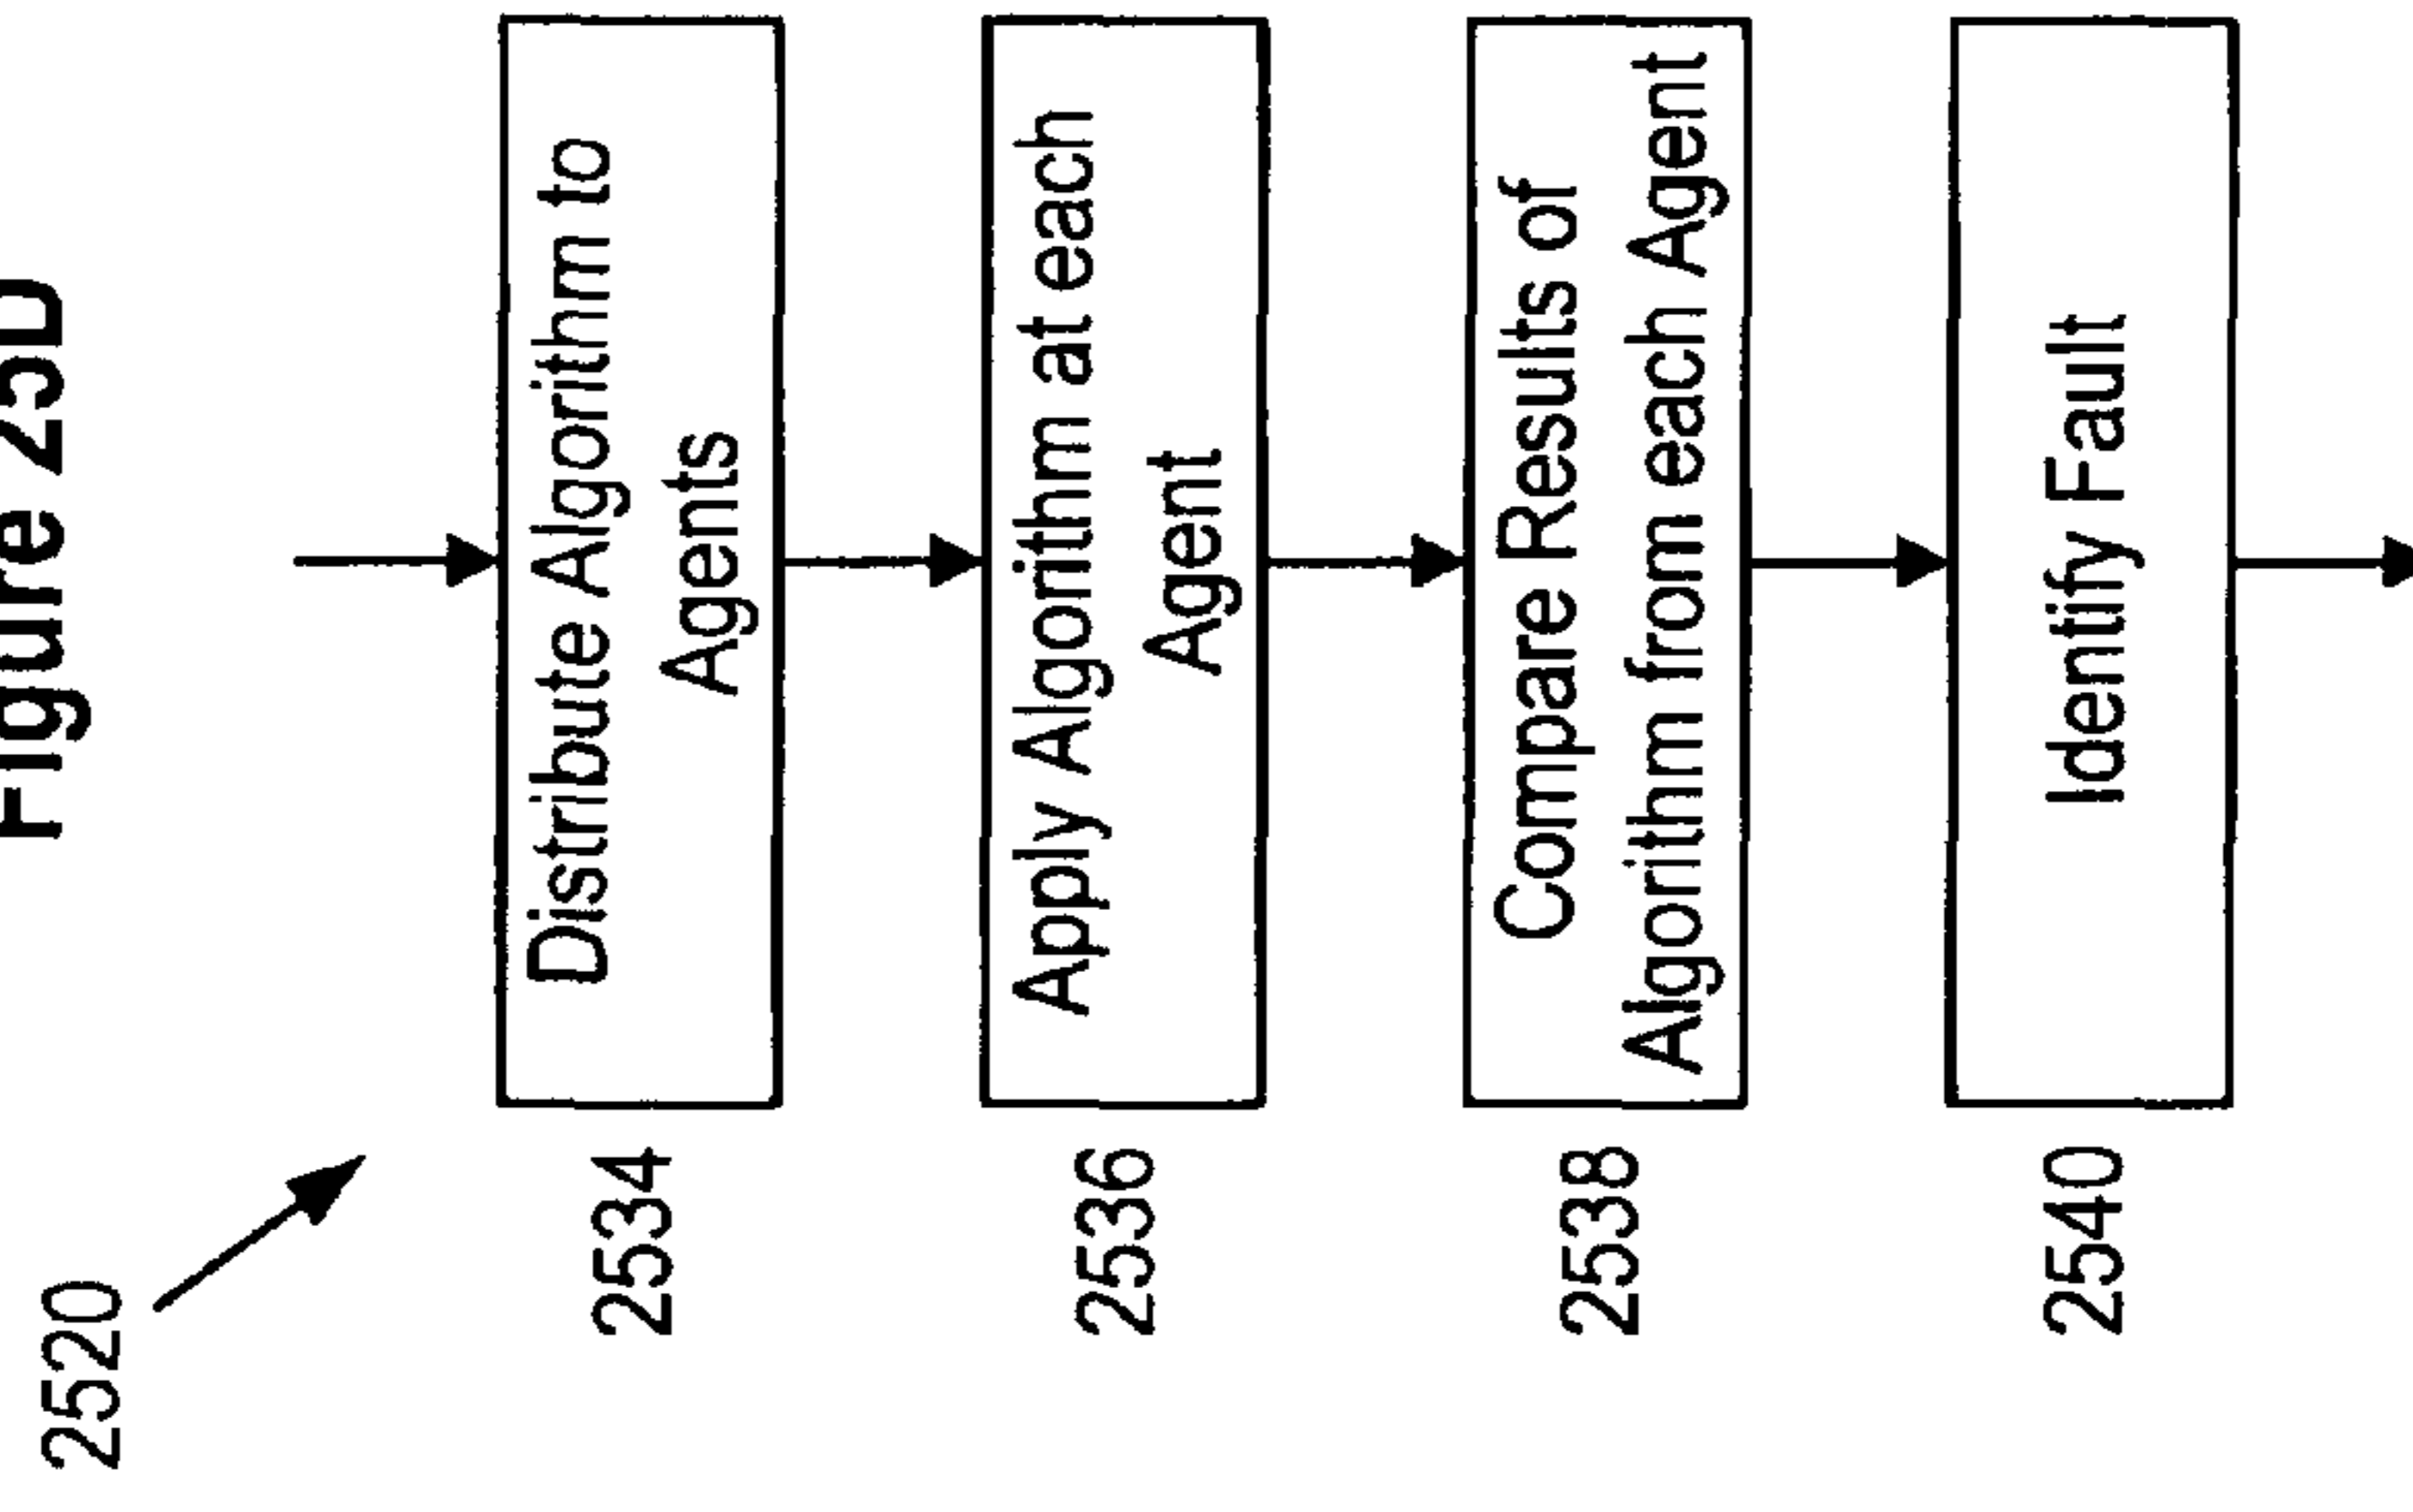 Figure 25D
2520
2534
Distribute Algorithm to
Agents
2536
Apply Algorithm at each
Agent
2538
Compare Results of
Algorithm from each Agent
2540
Identify Fault